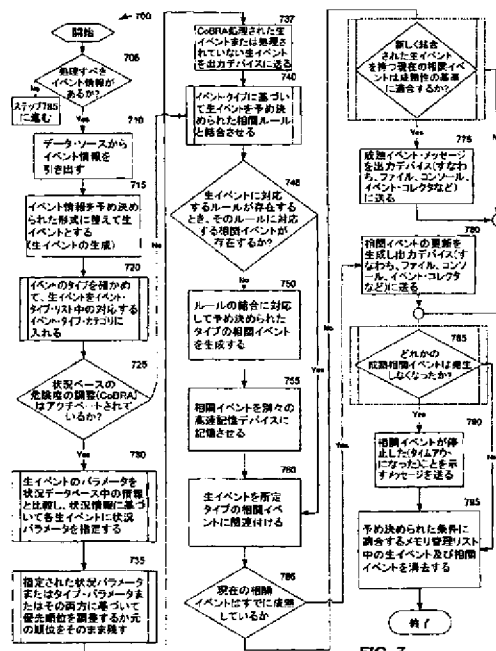 700
開始
705
処理すべき
イベント情報が
あるか?
No
ステップ785
に進む
Yes
710
データ・ソースから
イベント情報を
引き出す
715
イベント情報を予め決め
られた形式に整えて生イ
ベントとする
(生イベントの生成)
720
イベントのタイプを確かめ
て、生イベントをイベント・
タイプ・リスト中の対応する
イベント・タイプ・カテゴリに
入れる
725
状況ベースの
危険度の調整(CoBRA)
はアクチベートされて
いるか?
No
Yes
730
生イベントのパラメータを
状況データベース中の情報
と比較し、状況情報に基づ
いて各生イベントに状況
パラメータを指定する
735
指定された状況パラメータ
またはタイプ・パラメータ
またはその両方に基づいて
優先順位を調整するか元
の順位をそのまま残す
737
CoBRA処理された生
イベントまたは処理され
ていない生イベント
を出力デバイスに送る
740
イベント・タイプに基づい
て生イベントを予め決めら
れた相関ルール
と結合させる
745
生イベントに対応
するルールが存在すると
き、そのルールに対応
する相関イベントが
存在するか?
Yes
No
750
ルールの結合に対応
して予め決められた
タイプの相関イベント
を生成する
755
相関イベントを別々の
高速記憶デバイスに
記憶させる
760
生イベントを所定
タイプの相関イベント
に関連付ける
765
現在の相関
イベントはすでに成熟
しているか
Yes
No
新しく結合
された生イベント
を持つ現在の相関イベ
ントは成熟性の基準
に適合するか?
No
Yes
775
成熟イベント・メッセージ
を出力デバイス(すなわ
ち、ファイル、コンソール、
イベント・コレクタなど)に
送る
780
相関イベントの更新を
生成し出力デバイス(す
なわち、ファイル、コンソ
ール、イベント・コレクタ
など)に送る
785
どれかの
成熟相関イベントは発生
しなくなったか?
No
Yes
790
相関イベントが停
止した(タイムアウト
になった)ことを示
すメッセージを送る
795
予め決められた条件に
適合するメモリ管理リスト
中の生イベント及び相関
イベントを消去する
終了
FIG. 7